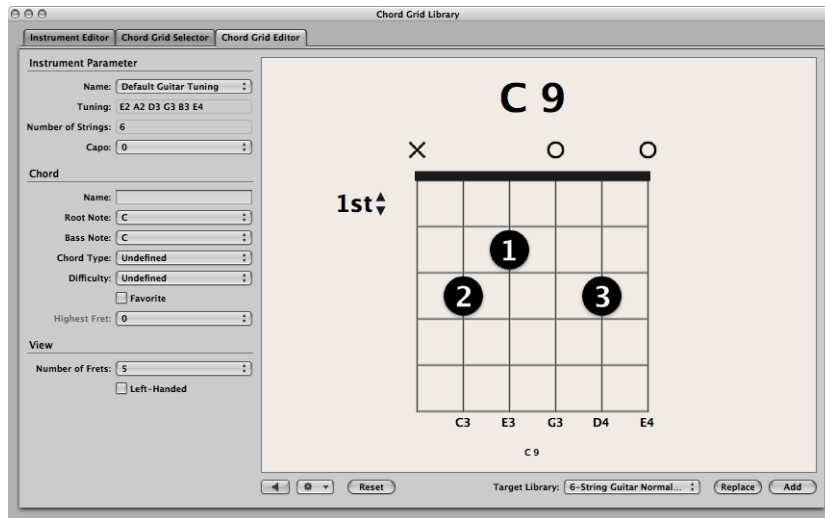 Chord Grid Library
Instrument Editor Chord Grid Selector Chord Grid Editor
Instrument Parameter
Name: Default Guitar Tuning
Tuning: E2 A2 D3 G3 B3 E4
Number of Strings: 6
Capo: 0
Chord
Name:
Root Note: C
Bass Note: C
Chord Type: Undefined
Difficulty: Undefined
Favorite
Highest Fret: 0
View
Number of Frets: 5
Left-Handed
C 9
X O O
1st
1
2 3
C3 E3 G3 D4 E4
C 9
Reset Target Library: 6-String Guitar Normal... Replace Add